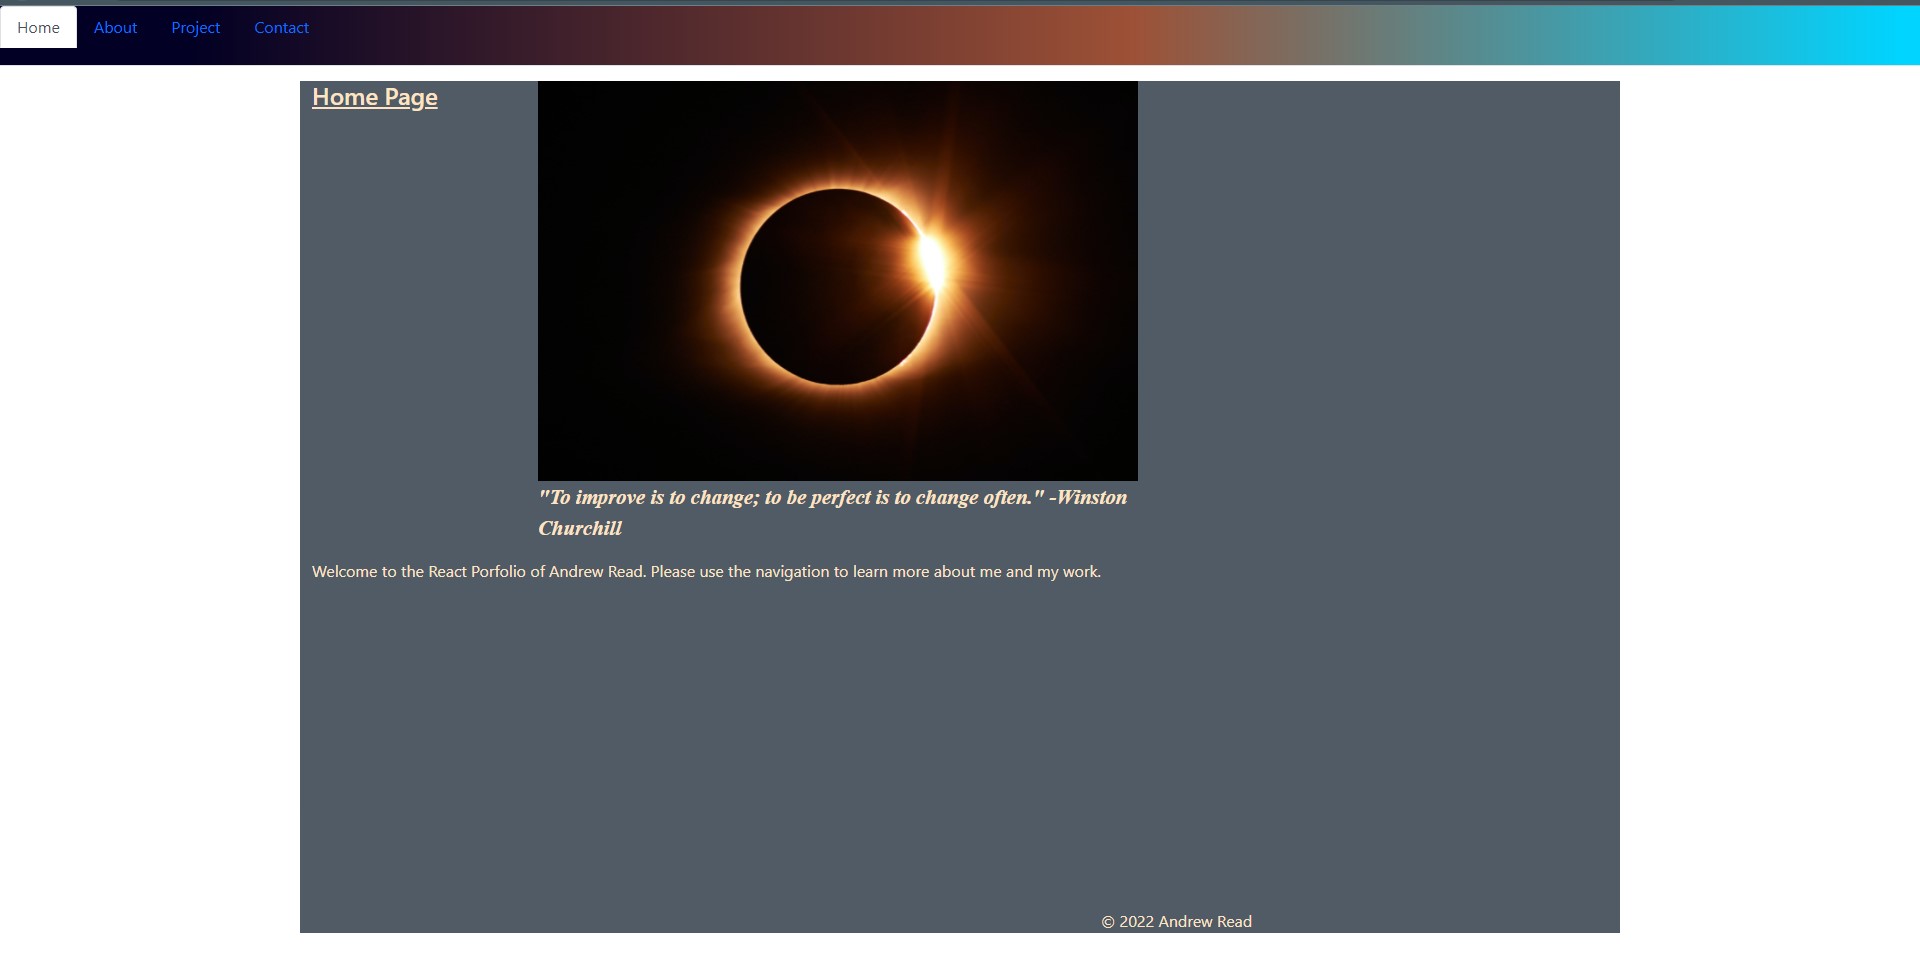 Home About Project Contact
Home Page
"To improve is to change; to be perfect is to change often." -Winston
Churchill
Welcome to the React Porfolio of Andrew Read. Please use the navigation to learn more about me and my work.
© 2022 Andrew Read